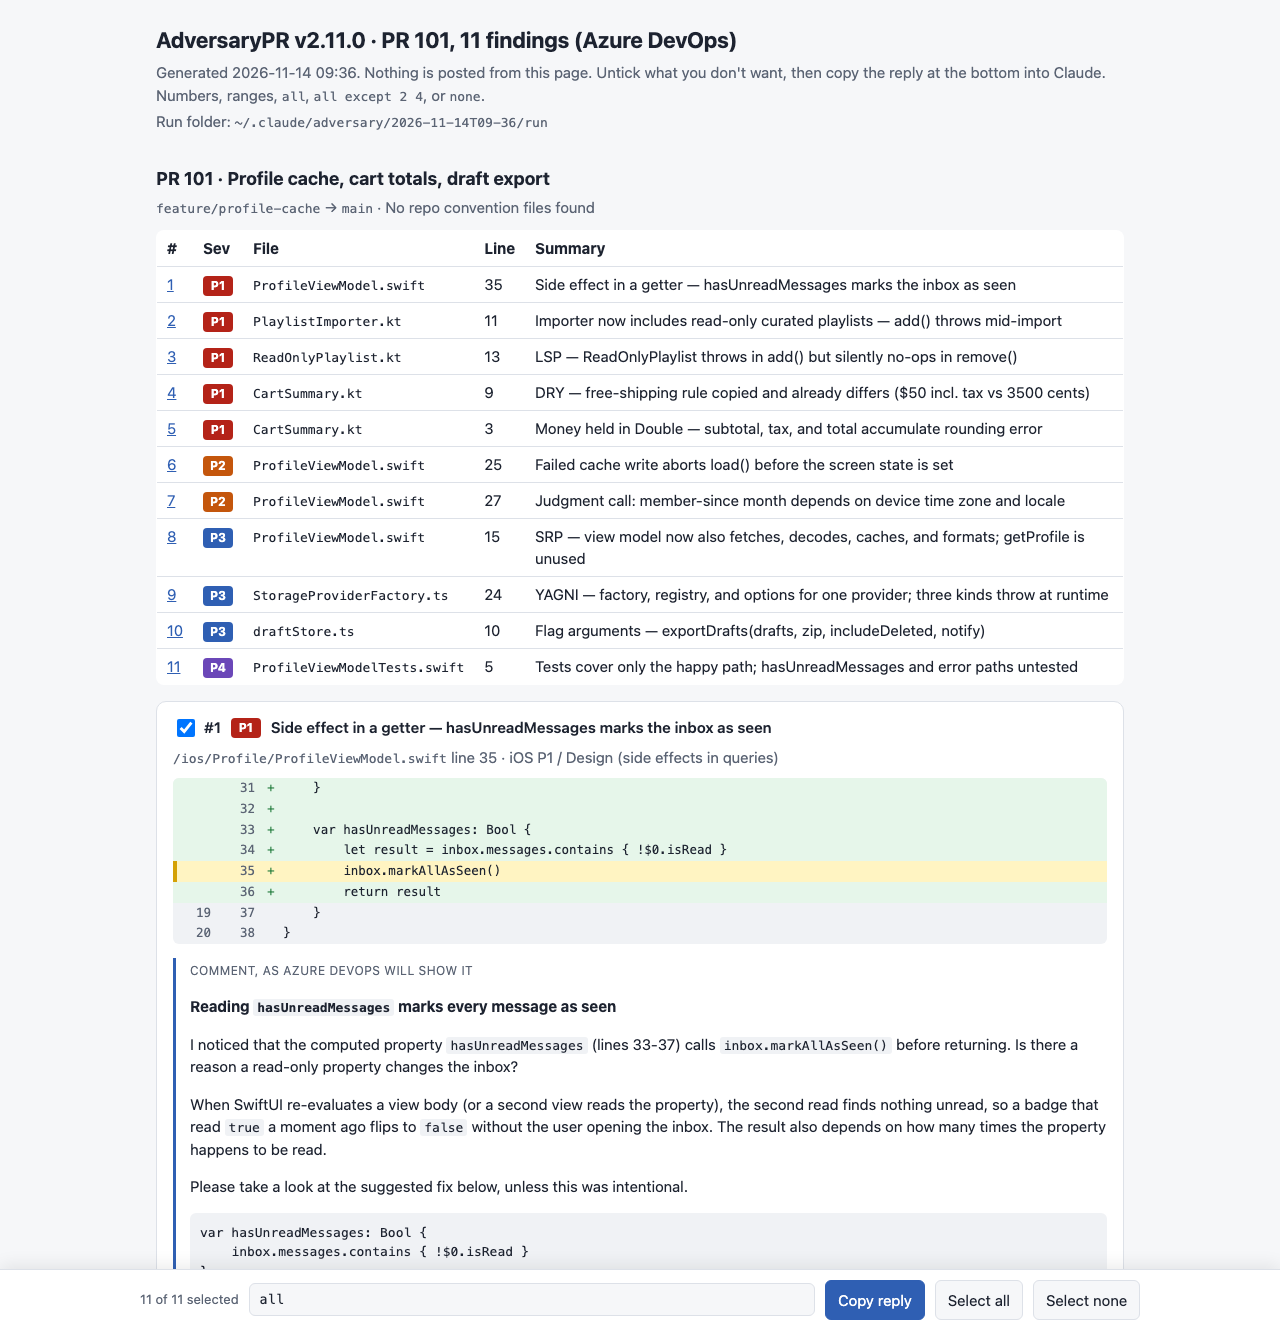 AdversaryPR v2.11.0 · PR 101, 11 findings (Azure DevOps)
Generated 2026-11-14 09:36. Nothing is posted from this page. Untick what you don't want, then copy the reply at the bottom into Claude.
Numbers, ranges, all, all except 2 4, or none.
Run folder: ~/.claude/adversary/2026-11-14T09-36/run
PR 101 · Profile cache, cart totals, draft export
feature/profile-cache → main · No repo convention files found
# Sev File Line Summary
1 P1 ProfileViewModel.swift 35 Side effect in a getter — hasUnreadMessages marks the inbox as seen
2 P1 PlaylistImporter.kt 11 Importer now includes read-only curated playlists — add() throws mid-import
3 P1 ReadOnlyPlaylist.kt 13 LSP — ReadOnlyPlaylist throws in add() but silently no-ops in remove()
4 P1 CartSummary.kt 9 DRY — free-shipping rule copied and already differs ($50 incl. tax vs 3500 cents)
5 P1 CartSummary.kt 3 Money held in Double — subtotal, tax, and total accumulate rounding error
6 P2 ProfileViewModel.swift 25 Failed cache write aborts load() before the screen state is set
7 P2 ProfileViewModel.swift 27 Judgment call: member-since month depends on device time zone and locale
8 P3 ProfileViewModel.swift 15 SRP — view model now also fetches, decodes, caches, and formats; getProfile is
unused
9 P3 StorageProviderFactory.ts 24 YAGNI — factory, registry, and options for one provider; three kinds throw at runtime
10 P3 draftStore.ts 10 Flag arguments — exportDrafts(drafts, zip, includeDeleted, notify)
11 P4 ProfileViewModelTests.swift 5 Tests cover only the happy path; hasUnreadMessages and error paths untested
#1 P1 Side effect in a getter — hasUnreadMessages marks the inbox as seen
/ios/Profile/ProfileViewModel.swift line 35 · iOS P1 / Design (side effects in queries)
31 + }
32 +
33 + var hasUnreadMessages: Bool {
34 + let result = inbox.messages.contains { !$0.isRead }
35 + inbox.markAllAsSeen()
36 + return result
19 37 }
20 38 }
COMMENT, AS AZURE DEVOPS WILL SHOW IT
Reading hasUnreadMessages marks every message as seen
I noticed that the computed property hasUnreadMessages (lines 33-37) calls inbox.markAllAsSeen() before returning. Is there a
reason a read-only property changes the inbox?
When SwiftUI re-evaluates a view body (or a second view reads the property), the second read finds nothing unread, so a badge that
read true a moment ago flips to false without the user opening the inbox. The result also depends on how many times the property
happens to be read.
Please take a look at the suggested fix below, unless this was intentional.
var hasUnreadMessages: Bool {
inbox.messages.contains { !$0.isRead }
11 of 11 selected all Copy reply Select all Select none